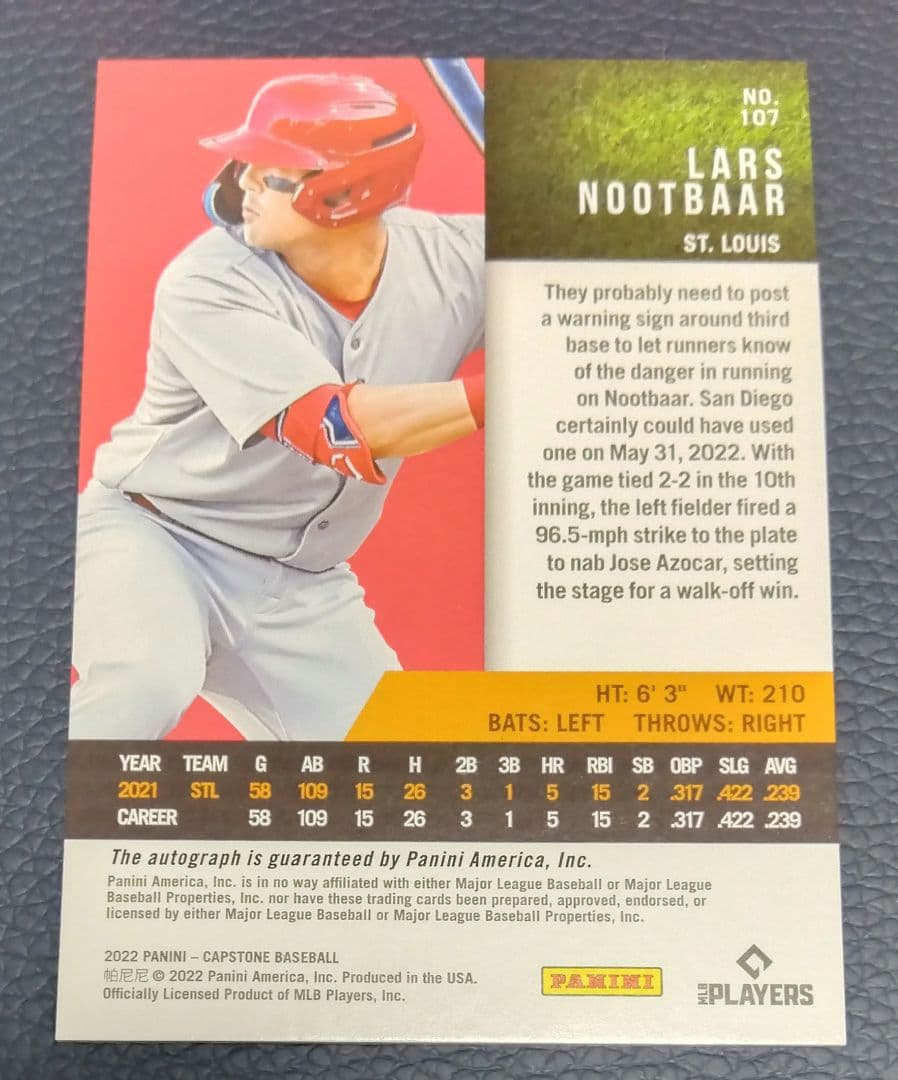 NO.
107
LARS
NOOTBAAR
ST. LOUIS
They probably need to post
a warning sign around third
base to let runners know
of the danger in running
on Nootbaar. San Diego
certainly could have used
one on May 31, 2022. With
the game tied 2-2 in the 10th
inning, the left fielder fired a
96.5-mph strike to the plate
to nab Jose Azocar, setting
the stage for a walk-off win.
HT: 6' 3" WT: 210
BATS: LEFT THROWS: RIGHT
YEAR TEAM G AB R H 2B 3B HR RBI SB OBP SLG AVG
2021 STL 58 109 15 26 3 1 5 15 2 .317 .422 .239
CAREER 58 109 15 26 3 1 5 15 2 .317 .422 .239
The autograph is guaranteed by Panini America, Inc.
Panini America, Inc. is in no way affiliated with either Major League Baseball or Major League
Baseball Properties, Inc. nor have these trading cards been prepared, approved, endorsed, or
licensed by either Major League Baseball or Major League Baseball Properties, Inc.
2022 PANINI – CAPSTONE BASEBALL
帕尼尼 © 2022 Panini America, Inc. Produced in the USA.
Officially Licensed Product of MLB Players, Inc.
PANINI
MLB PLAYERS